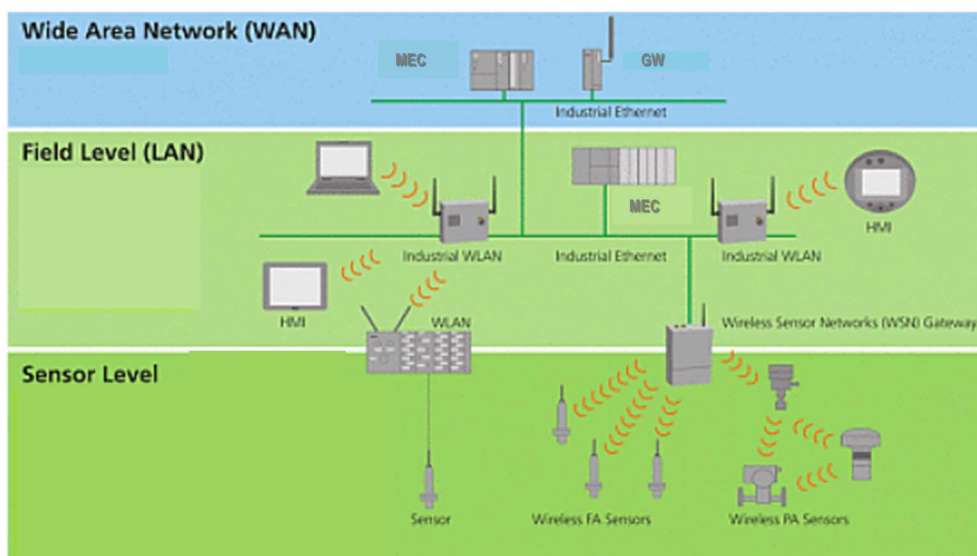 Wide Area Network (WAN)
MEC
GW
Industrial Ethernet
Field Level (LAN)
MEC
HMI
Industrial WLAN
Industrial Ethernet
Industrial WLAN
HMI
WLAN
Wireless Sensor Networks (WSN) Gateway
Sensor Level
Sensor
Wireless FA Sensors
Wireless PA Sensors